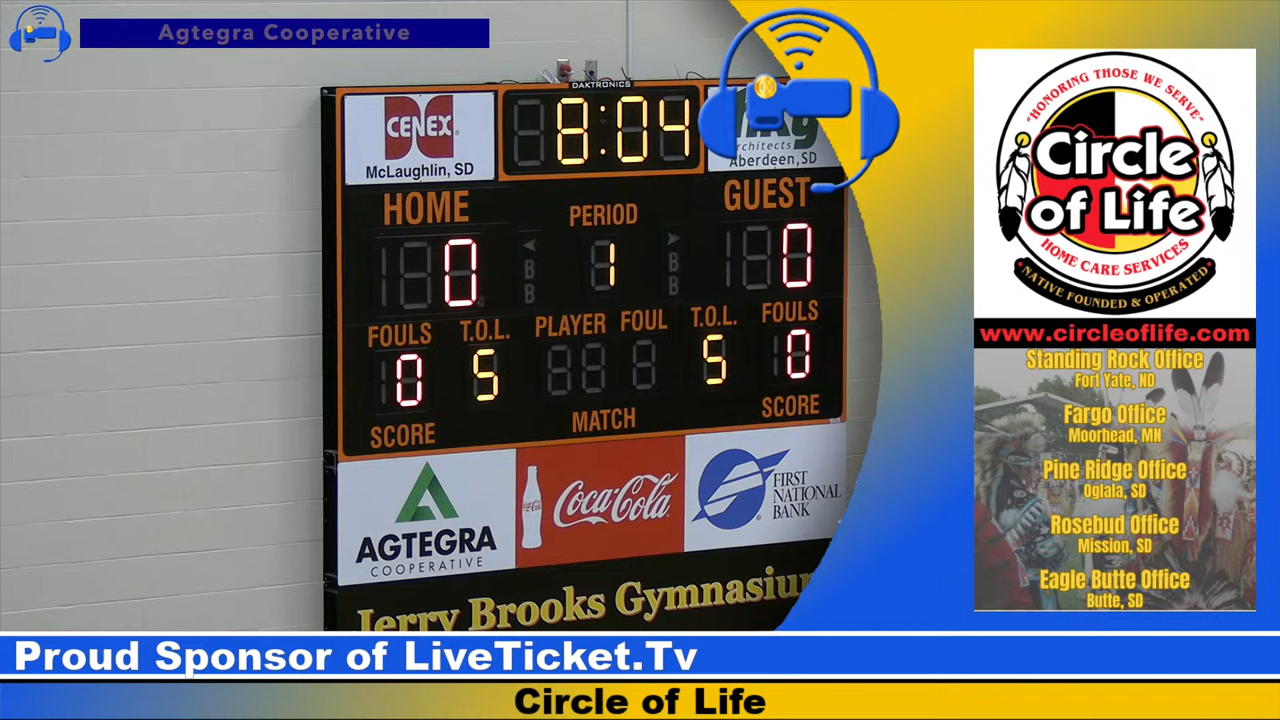 Agtegra Cooperative
DAKTRONICS
CENEX
McLaughlin, SD
8:04
rchitects
Aberdeen, SD
HOME
PERIOD
GUEST
0
1
0
B
B
B
B
FOULS
T.O.L.
PLAYER
FOUL
T.O.L.
FOULS
0
5
5
0
SCORE
MATCH
SCORE
AGTEGRA
COOPERATIVE
Coca-Cola
FIRST
NATIONAL
BANK
Jerry Brooks Gymnasium
"HONORING THOSE WE SERVE"
Circle
of Life
HOME CARE SERVICES
NATIVE FOUNDED & OPERATED
www.circleoflife.com
Standing Rock Office
Fort Yate, ND
Fargo Office
Moorhead, MN
Pine Ridge Office
Oglala, SD
Rosebud Office
Mission, SD
Eagle Butte Office
Butte, SD
Proud Sponsor of LiveTicket.Tv
Circle of Life